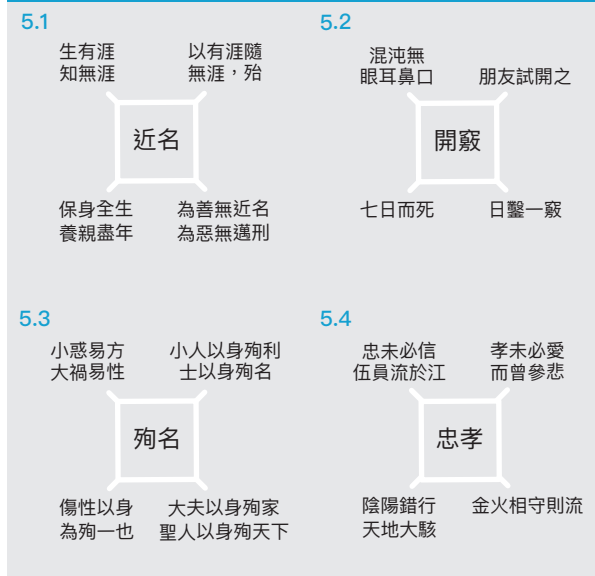 5.1
生有涯
知無涯
以有涯隨
無涯，殆
近名
保身全生
養親盡年
為善無近名
為惡無邁刑
5.2
混沌無
眼耳鼻口
朋友試開之
開竅
七日而死
日鑿一竅
5.3
小惑易方
大禍易性
小人以身殉利
士以身殉名
殉名
傷性以身
為殉一也
大夫以身殉家
聖人以身殉天下
5.4
忠未必信
伍員流於江
孝未必愛
而曾參悲
忠孝
陰陽錯行
天地大駭
金火相守則流